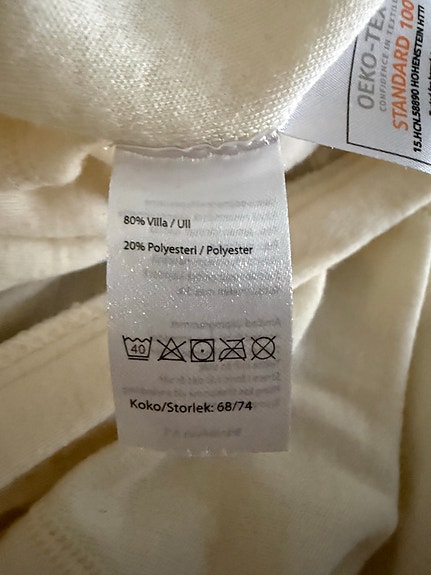 OEKO-TEX
CONFIDENCE IN TEXTILES
STANDARD 100
15.HCN.58890 HOHENSTEIN HTTI
80% Villa / Ull
20% Polyesteri / Polyester
40
Koko/Storlek: 68/74